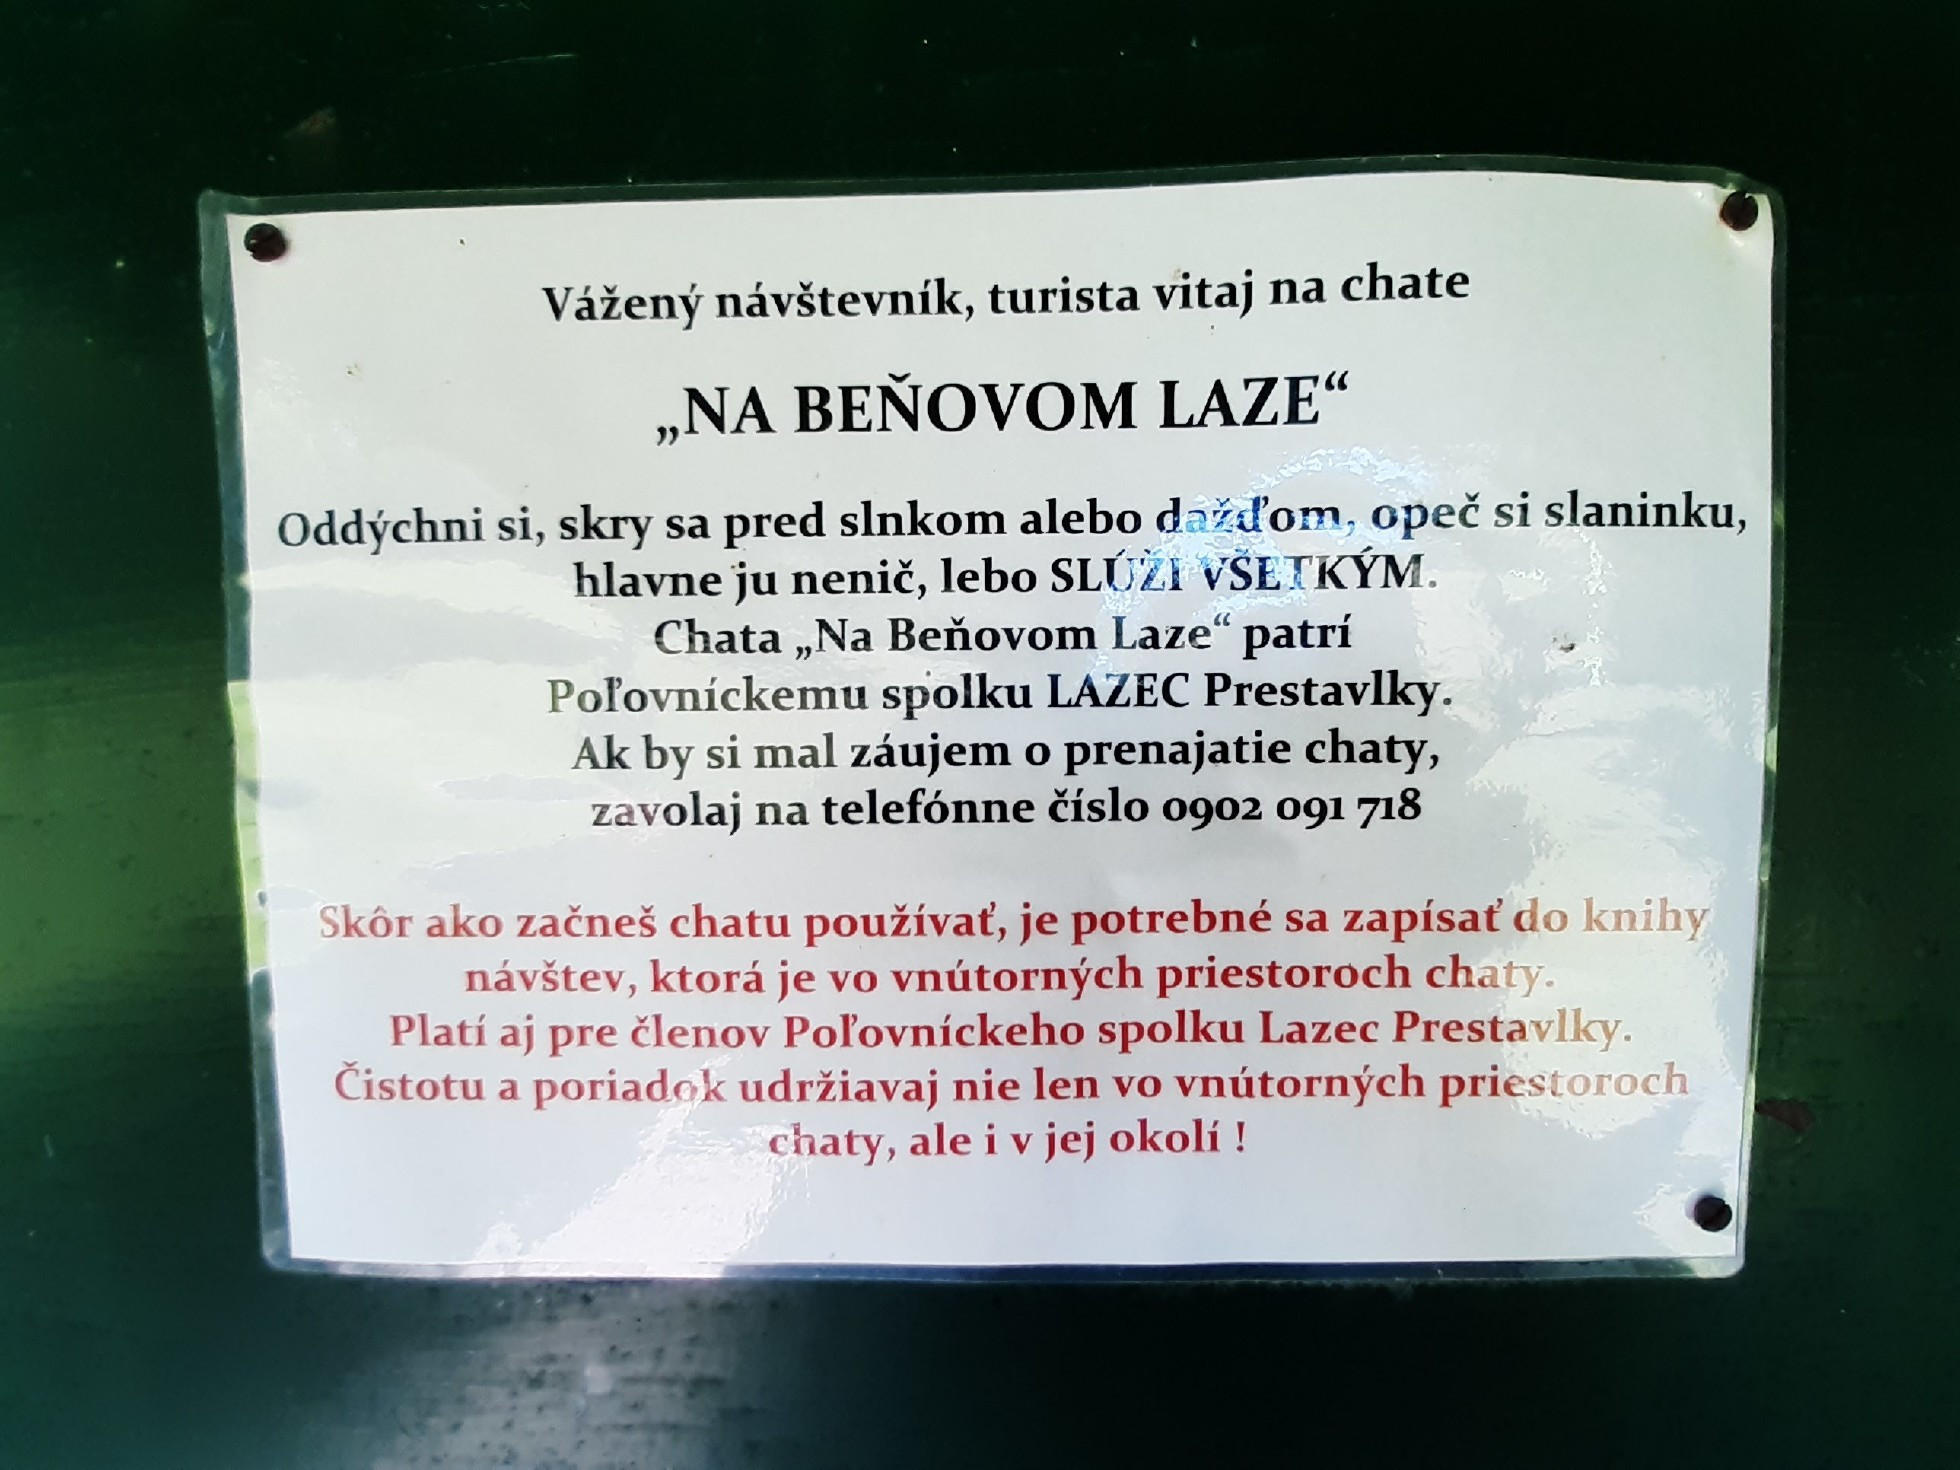 Vážený návštevník, turista vitaj na chate
„NA BEŇOVOM LAZE“
Oddýchni si, skry sa pred slnkom alebo dažďom, opeč si slaninku,
hlavne ju nenič, lebo SLÚŽI VŠETKÝM.
Chata „Na Beňovom Laze“ patrí
Poľovníckemu spolku LAZEC Prestavlky.
Ak by si mal záujem o prenajatie chaty,
zavolaj na telefónne číslo 0902 091 718
Skôr ako začneš chatu používať, je potrebné sa zapísať do knihy
návštev, ktorá je vo vnútorných priestoroch chaty.
Platí aj pre členov Poľovníckeho spolku Lazec Prestavlky.
Čistotu a poriadok udržiavaj nie len vo vnútorných priestoroch
chaty, ale i v jej okolí !